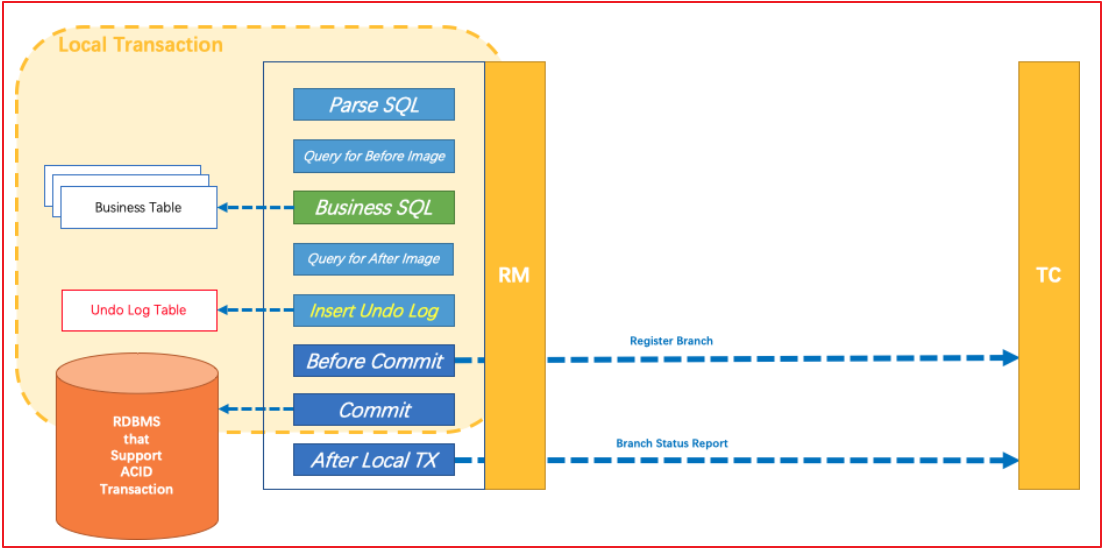 Local Transaction
Parse SQL
Query for Before Image
Business Table
Business SQL
Query for After Image
RM
TC
Undo Log Table
Insert Undo Log
Register Branch
Before Commit
Commit
RDBMS
that
Support
ACID
Transaction
Branch Status Report
After Local TX